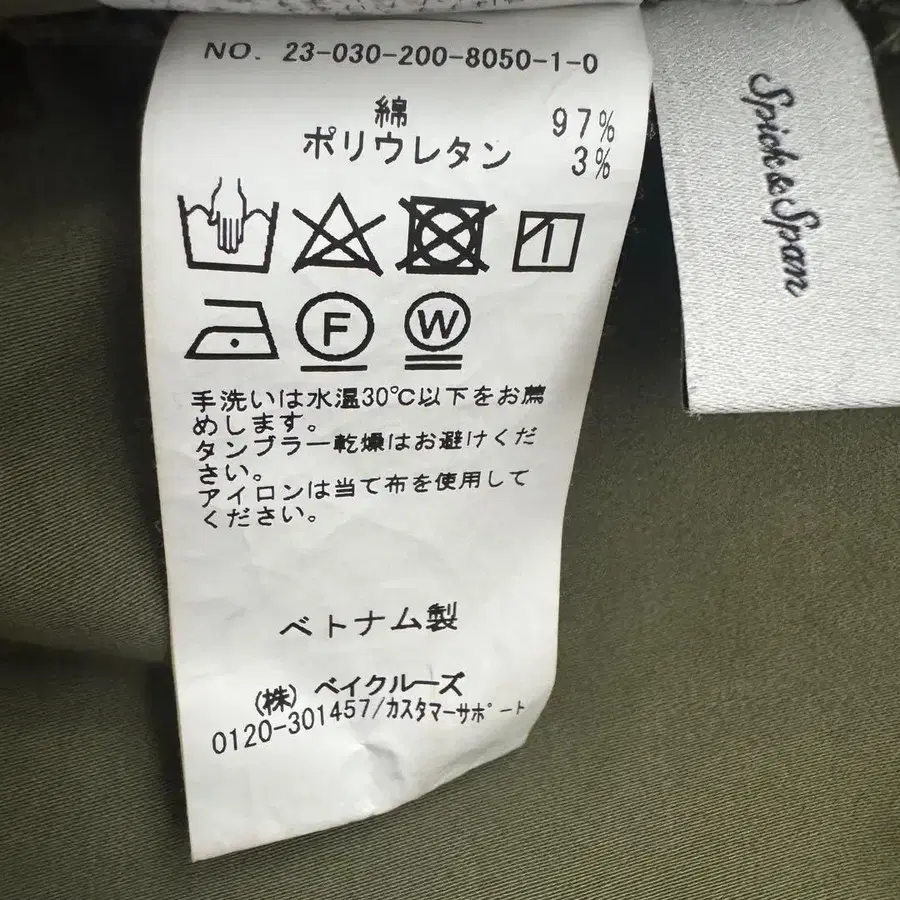 NO. 23-030-200-8050-1-0
綿 97%
ポリウレタン 3%
F
W
手洗いは水温30℃以下をお薦
めします。
タンブラー乾燥はお避けくだ
さい。
アイロンは当て布を使用して
ください。
ベトナム製
(株) ベイクルーズ
0120-301457/カスタマーサポート
Spick&Span